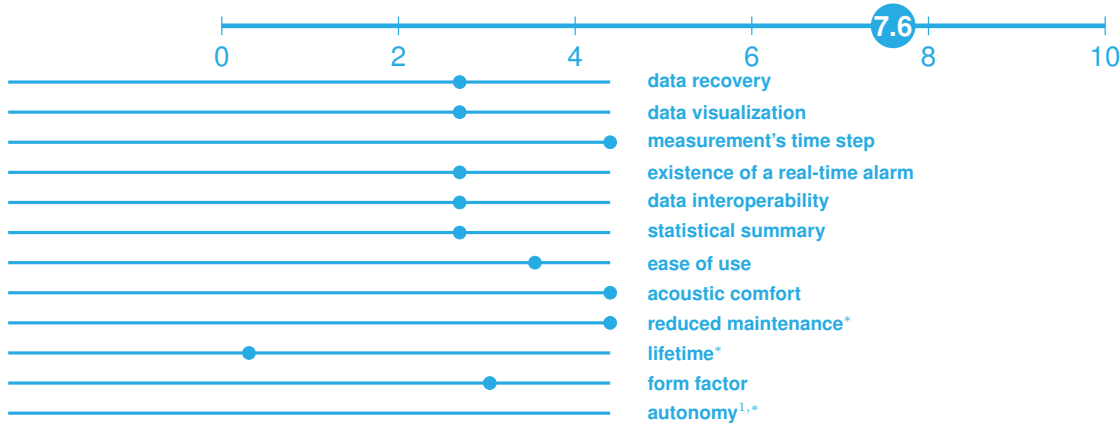 7.6
0 2 4 6 8 10
data recovery
data visualization
measurement's time step
existence of a real-time alarm
data interoperability
statistical summary
ease of use
acoustic comfort
reduced maintenance*
lifetime*
form factor
autonomy1,*